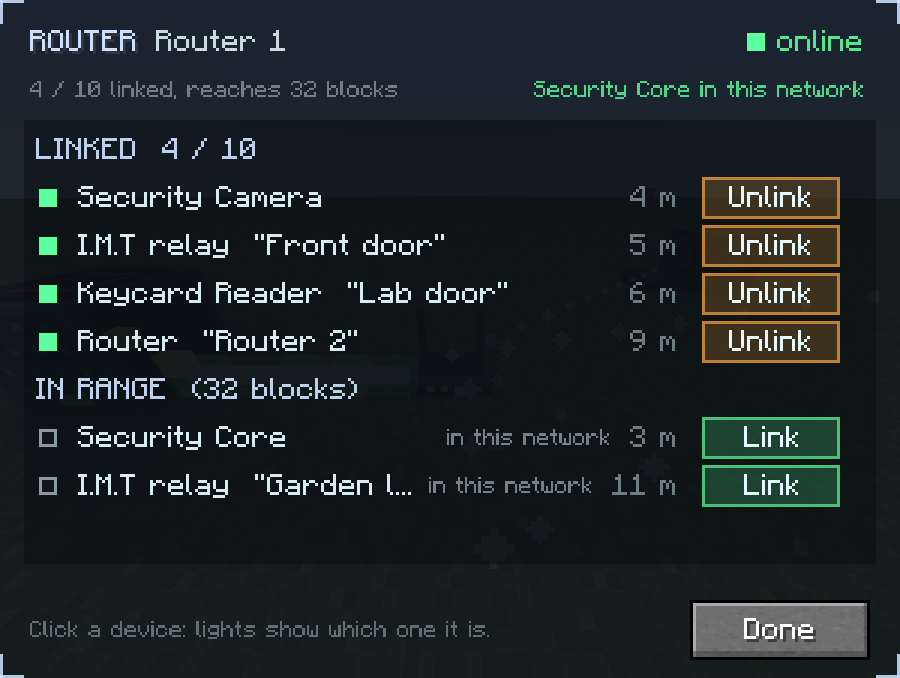 ROUTER Router 1 online
4 / 10 linked, reaches 32 blocks Security Core in this network
LINKED 4 / 10
Security Camera 4 m Unlink
I.M.T relay "Front door" 5 m Unlink
Keycard Reader "Lab door" 6 m Unlink
Router "Router 2" 9 m Unlink
IN RANGE (32 blocks)
Security Core in this network 3 m Link
I.M.T relay "Garden l... in this network 11 m Link
Click a device: lights show which one it is. Done